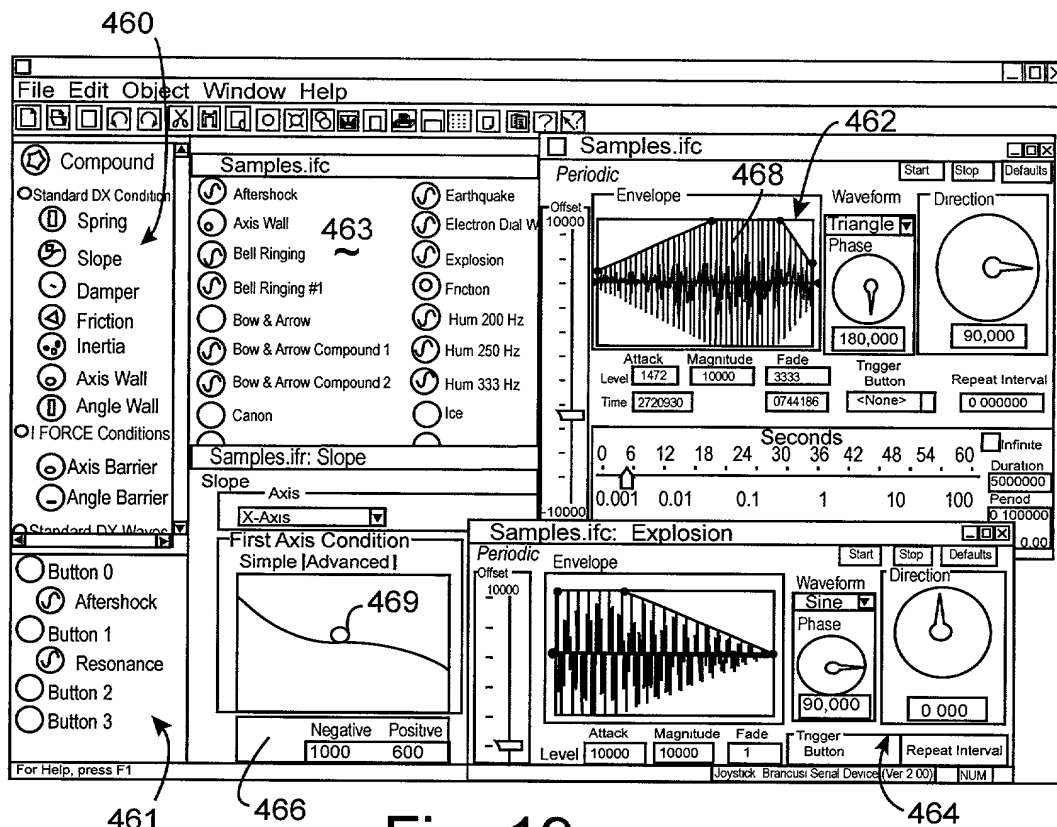 460
File Edit Object Window Help
Compound
Standard DX Condition
Spring
Slope
Damper
Friction
Inertia
Axis Wall
Angle Wall
I FORCE Conditions
Axis Barrier
Angle Barrier
Standard DX Waves
Button 0
Aftershock
Button 1
Resonance
Button 2
Button 3
For Help, press F1
461
Samples.ifc
Aftershock
Axis Wall
Bell Ringing
Bell Ringing #1
Bow & Arrow
Bow & Arrow Compound 1
Bow & Arrow Compound 2
Canon
463
~
Earthquake
Electron Dial W
Explosion
Friction
Hum 200 Hz
Hum 250 Hz
Hum 333 Hz
Ice
Samples.ifr: Slope
Slope
Axis
X-Axis
First Axis Condition
Simple |Advanced|
469
Negative Positive
1000 600
466
462
Samples.ifc
Periodic
Start Stop Defaults
Offset
10000
-10000
Envelope
468
Waveform
Triangle
Phase
180,000
Direction
90,000
Attack Magnitude Fade
Level 1472 10000 3333
Time 2720930 0744186
Trigger
Button
<None>
Repeat Interval
0 000000
Seconds
0 6 12 18 24 30 36 42 48 54 60
0.001 0.01 0.1 1 10 100
Infinite
Duration
5000000
Period
0 100000
0.00
Samples.ifc: Explosion
Periodic
Start Stop Defaults
Offset
10000
Envelope
Waveform
Sine
Phase
90,000
Direction
0 000
Attack Magnitude Fade
Level 10000 10000 1
Trigger
Button
Repeat Interval
Joystick Brancusi Serial Device (Ver 2 00) NUM
464